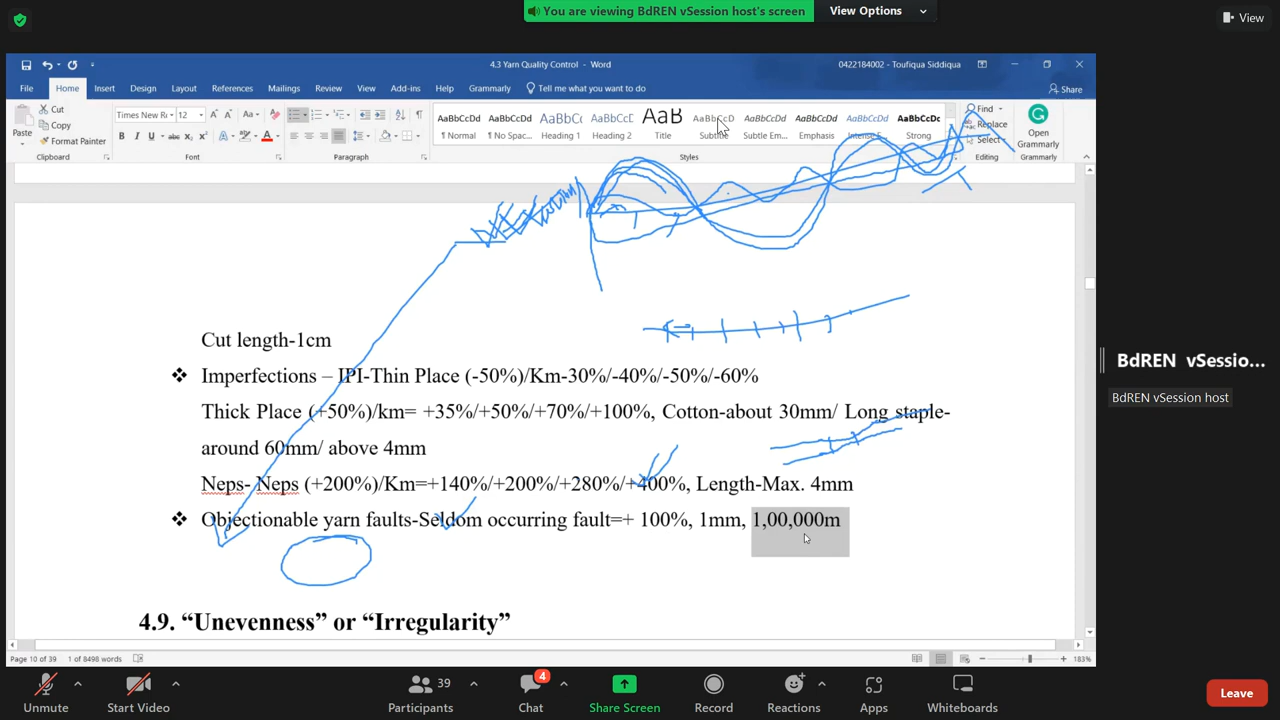 You are viewing BdREN vSession host's screen
View Options
View
4.3 Yarn Quality Control - Word
0422184002 - Toufiqua Siddiqua
File Home Insert Design Layout References Mailings Review View Add-ins Grammarly Tell me what you want to do
Share
Paste
Cut
Copy
Format Painter
Clipboard
Times New Ro 12
Font
Paragraph
AaBbCcDd AaBbCcDd AaBbCc AaBbCcC AaB AaBbCcD AaBbCcDd AaBbCcDd AaBbCcDd AaBbCcDc
¶ Normal ¶ No Spac... Heading 1 Heading 2 Title Subtitle Subtle Em... Emphasis Intense E... Strong
Styles
Find
Replace
Select
Editing
Open Grammarly
Grammarly
Cut length-1cm
❖ Imperfections – IPI-Thin Place (-50%)/Km-30%/-40%/-50%/-60%
Thick Place (+50%)/km= +35%/+50%/+70%/+100%, Cotton-about 30mm/ Long staple-
around 60mm/ above 4mm
Neps- Neps (+200%)/Km=+140%/+200%/+280%/+400%, Length-Max. 4mm
❖ Objectionable yarn faults-Seldom occurring fault=+ 100%, 1mm, 1,00,000m
4.9. “Unevenness” or “Irregularity”
BdREN vSessio...
BdREN vSession host
Page 10 of 39 1 of 8498 words
183%
Unmute
Start Video
39
Participants
4
Chat
Share Screen
Record
Reactions
Apps
Whiteboards
Leave